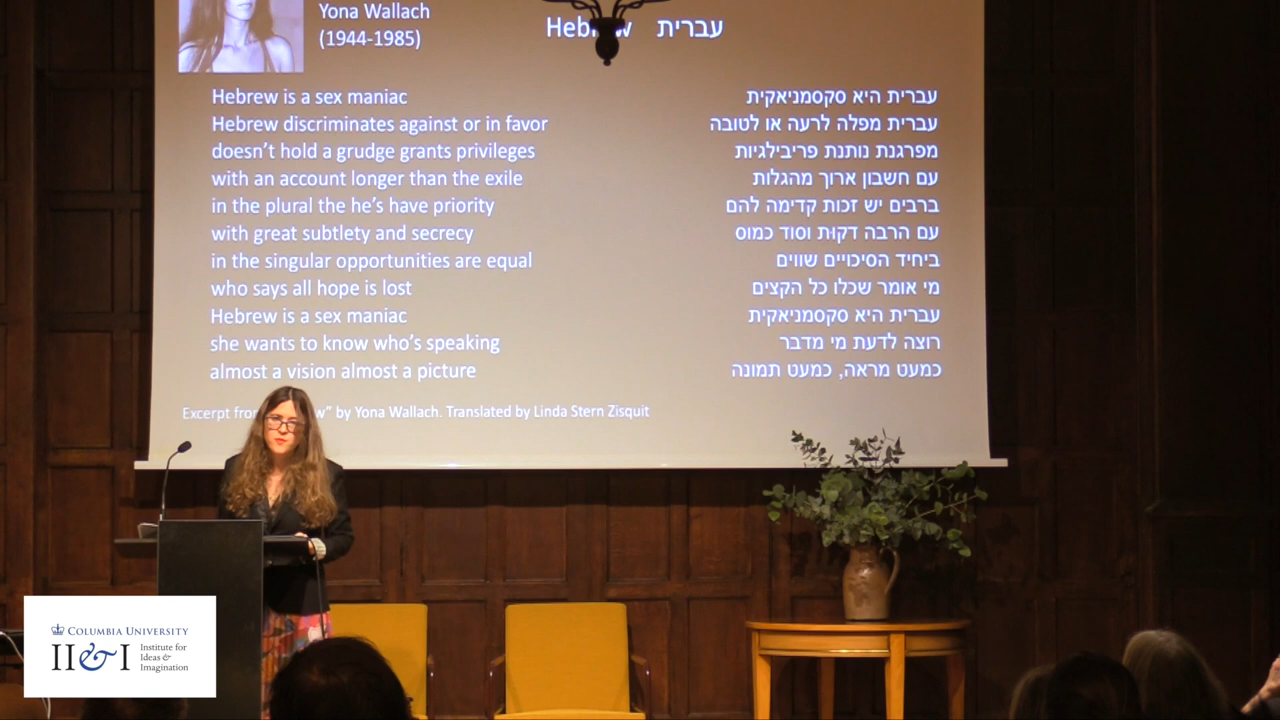 Yona Wallach
(1944-1985)
עברית
Hebrew is a sex maniac
Hebrew discriminates against or in favor
doesn't hold a grudge grants privileges
with an account longer than the exile
in the plural the he's have priority
with great subtlety and secrecy
in the singular opportunities are equal
who says all hope is lost
Hebrew is a sex maniac
she wants to know who's speaking
almost a vision almost a picture
עברית היא סקסמניאקית
עברית מפלה לרעה או לטובה
מפרגנת נותנת פריבילגיות
עם חשבון ארוך מהגלות
ברבים יש זכות קדימה להם
עם הרבה דקוּת וסוד כמוס
ביחיד הסיכויים שווים
מי אומר שכלו כל הקצים
עברית היא סקסמניאקית
רוצה לדעת מי מדבר
כמעט מראה, כמעט תמונה
Excerpt by Yona Wallach. Translated by Linda Stern Zisquit
COLUMBIA UNIVERSITY
II&I
Institute for
Ideas &
Imagination